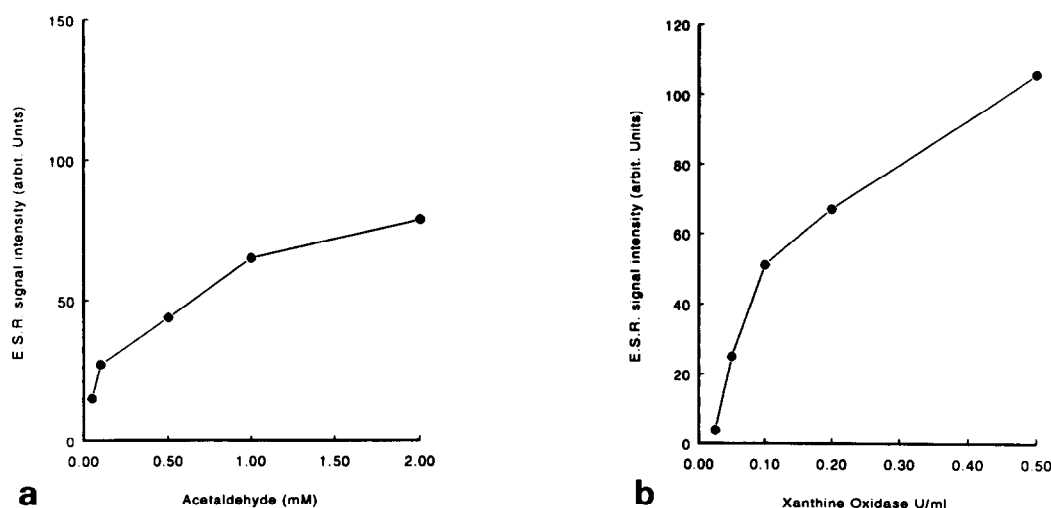 150
100
50
0
0.00 0.50 1.00 1.50 2.00
E.S.R. signal intensity (arbit. Units)
Acetaldehyde (mM)
a
120
100
80
60
40
20
0
0.00 0.10 0.20 0.30 0.40 0.50
E.S.R. signal intensity (arbit. Units)
Xanthine Oxidase U/ml
b